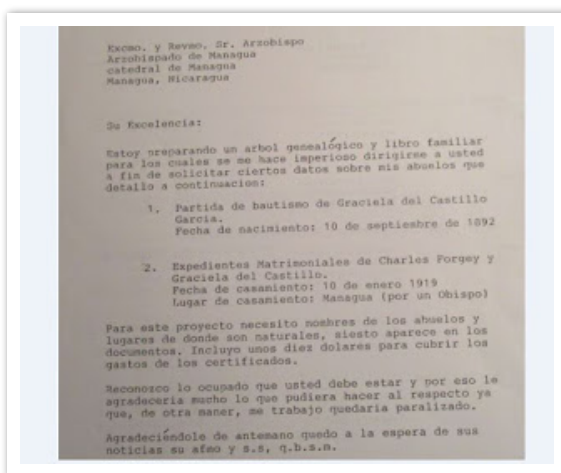 Excmo. y Revmo. Sr. Arzobispo
Arzobispado de Managua
catedral de Managua
Managua, Nicaragua
Su Excelencia:
Estoy preparando un arbol genealógico y libro familiar
para los cuales se me hace imperioso dirigirme a usted
a fin de solicitar ciertos datos sobre mis abuelos que
detallo a continuacion:
1. Partida de bautismo de Graciela del Castillo
Garcia.
Fecha de nacimiento: 10 de septiembre de 1892
2. Expedientes Matrimoniales de Charles Forgey y
Graciela del Castillo.
Fecha de casamiento: 10 de enero 1919
Lugar de casamiento: Managua (por un Obispo)
Para este proyecto necesito nombres de los abuelos y
lugares de donde son naturales, siesto aparece en los
documentos. Incluyo unos diez dolares para cubrir los
gastos de los certificados.
Reconozco lo ocupado que usted debe estar y por eso le
agradeceria mucho lo que pudiera hacer al respecto ya
que, de otra maner, me trabajo quedaria paralizado.
Agradeciéndole de antemano quedo a la espera de sus
noticias su afmo y s.s, q.b.s.m.